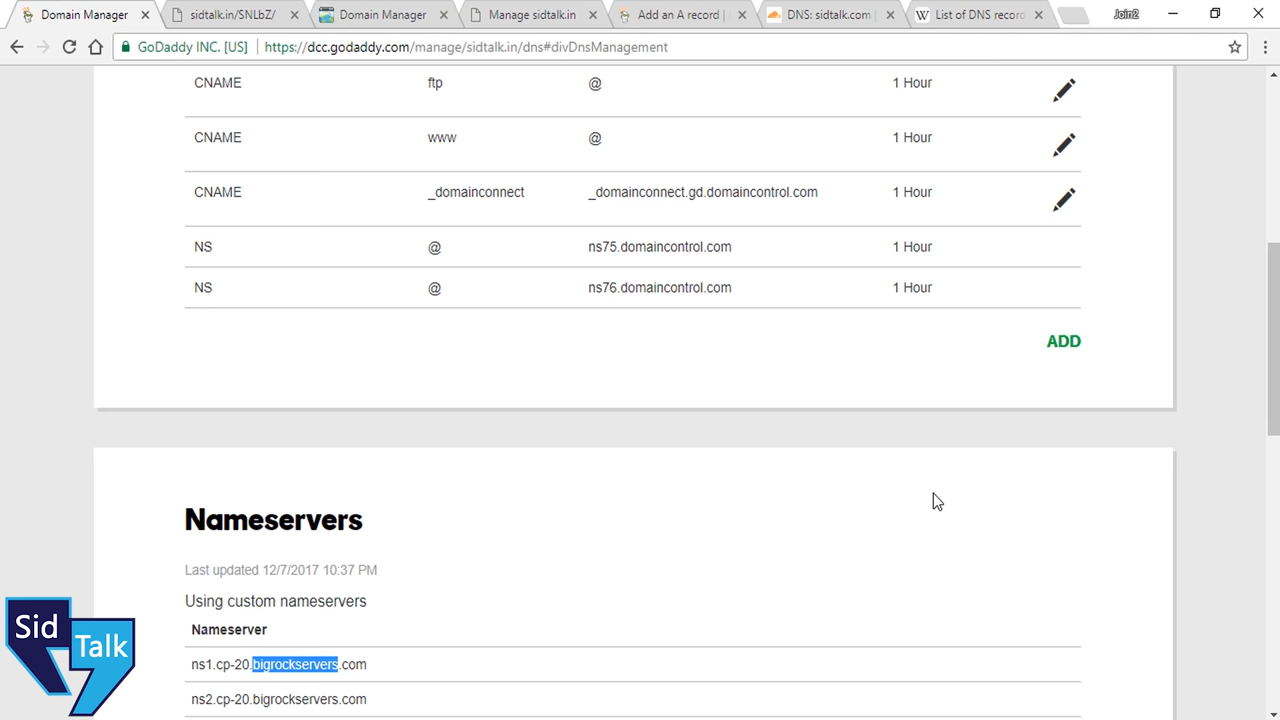 Domain Manager
sidtalk.in/SNLbZ/
Domain Manager
Manage sidtalk.in
Add an A record |
DNS: sidtalk.com |
W List of DNS record
Join2
GoDaddy INC. [US] https://dcc.godaddy.com/manage/sidtalk.in/dns#divDnsManagement
CNAME ftp @ 1 Hour
CNAME www @ 1 Hour
CNAME _domainconnect _domainconnect.gd.domaincontrol.com 1 Hour
NS @ ns75.domaincontrol.com 1 Hour
NS @ ns76.domaincontrol.com 1 Hour
ADD
Nameservers
Last updated 12/7/2017 10:37 PM
Using custom nameservers
Nameserver
ns1.cp-20.bigrockservers.com
ns2.cp-20.bigrockservers.com
Sid
Talk